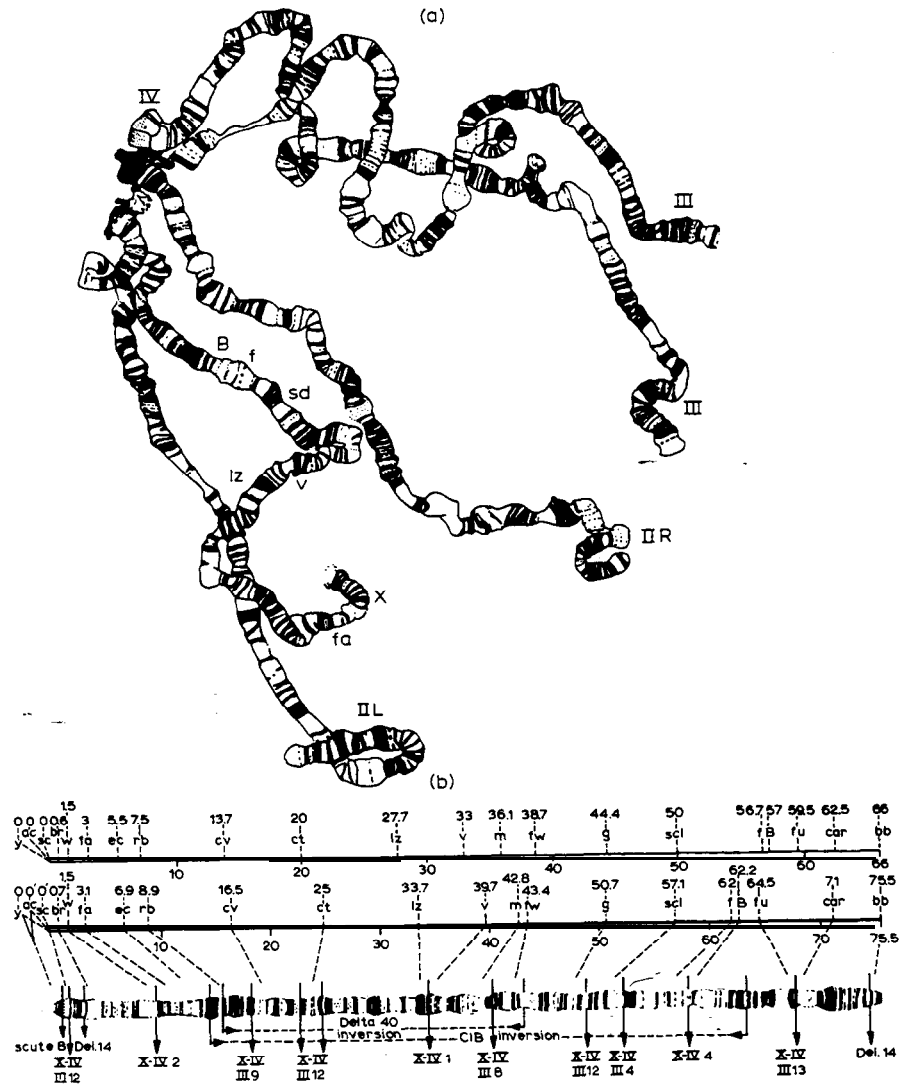 (a)
IV
III
B
f
sd
III
lz
v
II R
X
fa
II L
(b)
0 0 0 0.6 1.5 3 5.5 7.5 13.7 20 27.7 33 36.1 38.7 44.4 50 56.7 57 59.5 62.5 66
y ac sc br w fa ec rb cv ct lz v m fw g scl f B fu car bb
10 20 30 40 50 60 66
0 0 0 0.7 1.5 3.1 6.9 8.9 16.5 25 33.7 39.7 42.8 43.4 50.7 57.1 62 62.2 64.5 71 75.5
y ac sc br w fa ec rb cv ct lz v m fw g scl f B fu car bb
10 20 30 40 50 60 70 75.5
Delta 40
inversion
ClB inversion
scute 8 X-IV III 12 Del.14 X-IV 2 X-IV III 9 X-IV III 12 X-IV 1 X-IV III 8 X-IV III 12 X-IV II 4 X-IV 4 X-IV III 13 Del.14